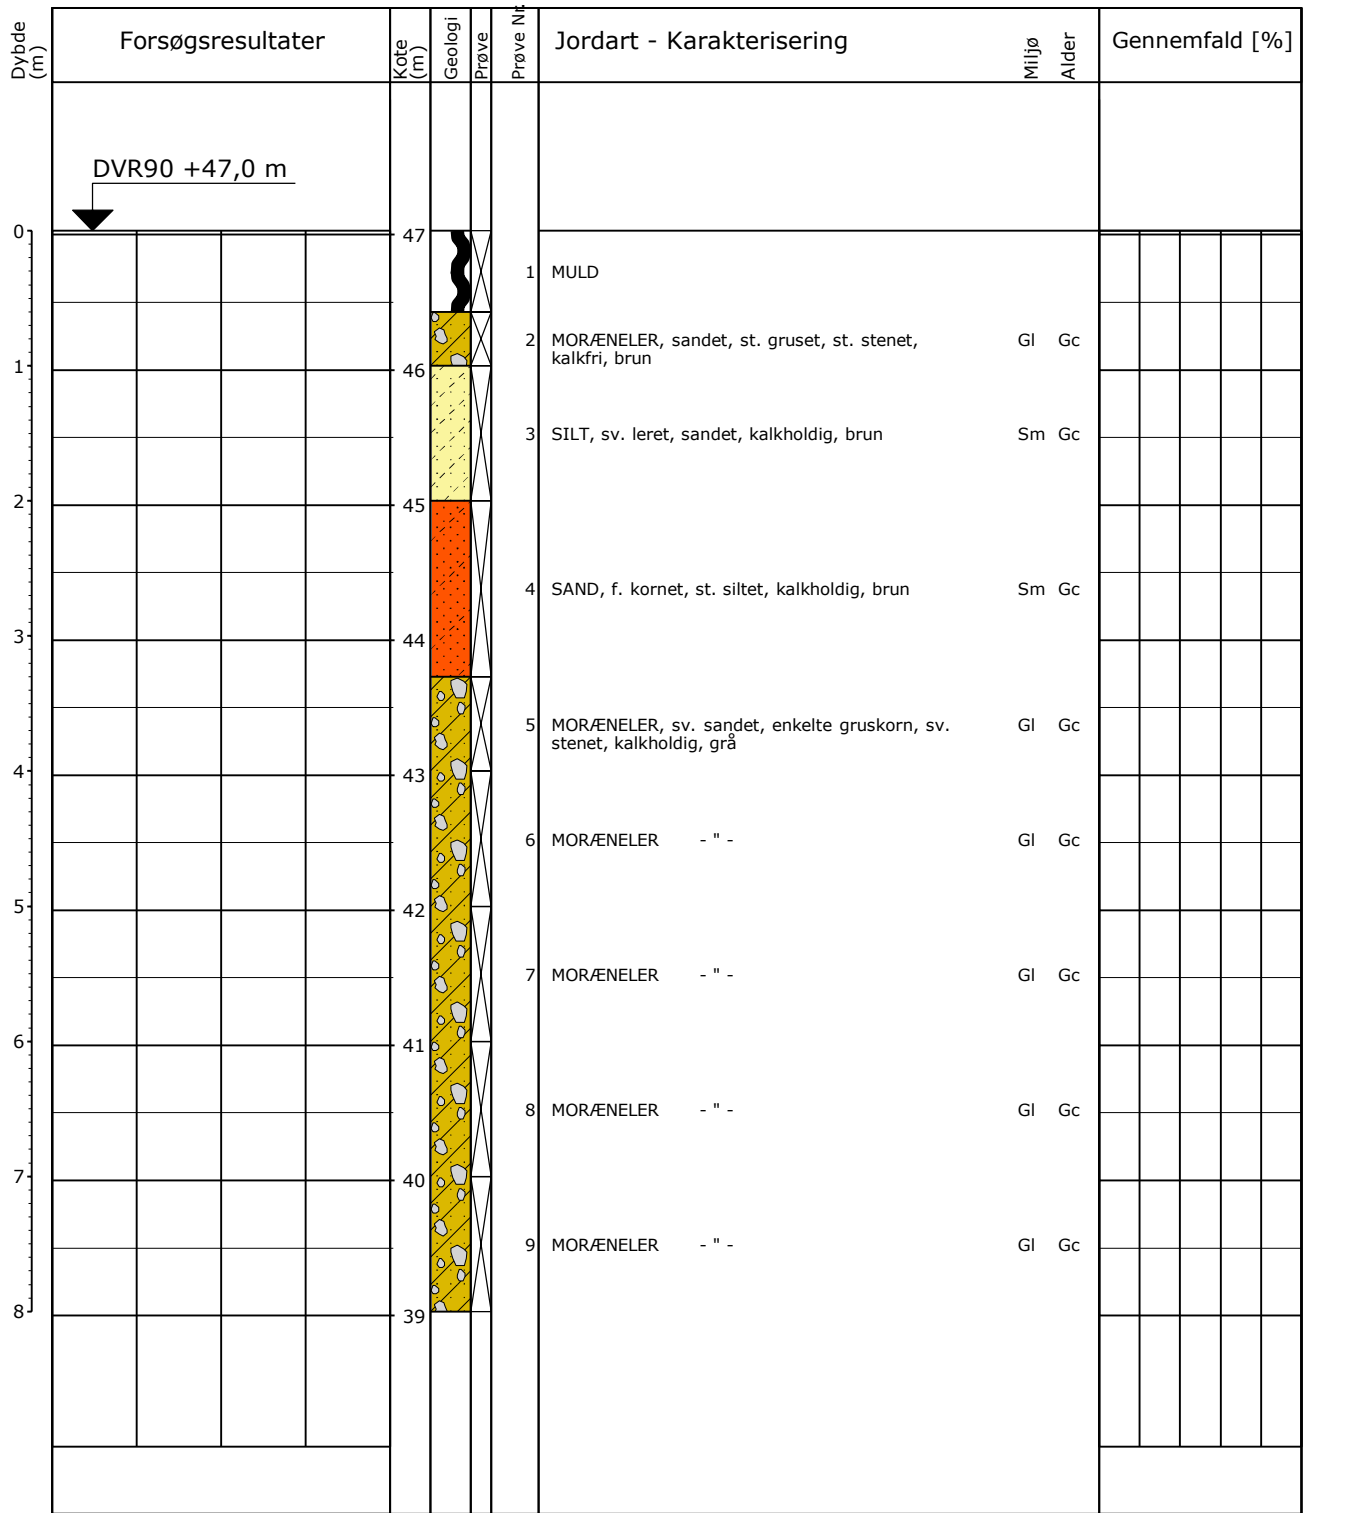 Dybde (m)
Forsøgsresultater
Kote (m)
Geologi
Prøve
Prøve Nr.
Jordart - Karakterisering
Miljø
Alder
Gennemfald [%]
DVR90 +47,0 m
0
47
1 MULD
2 MORÆNELER, sandet, st. gruset, st. stenet, Gl Gc
kalkfri, brun
1
46
3 SILT, sv. leret, sandet, kalkholdig, brun Sm Gc
2
45
4 SAND, f. kornet, st. siltet, kalkholdig, brun Sm Gc
3
44
5 MORÆNELER, sv. sandet, enkelte gruskorn, sv. Gl Gc
stenet, kalkholdig, grå
4
43
6 MORÆNELER - " - Gl Gc
5
42
7 MORÆNELER - " - Gl Gc
6
41
8 MORÆNELER - " - Gl Gc
7
40
9 MORÆNELER - " - Gl Gc
8
39